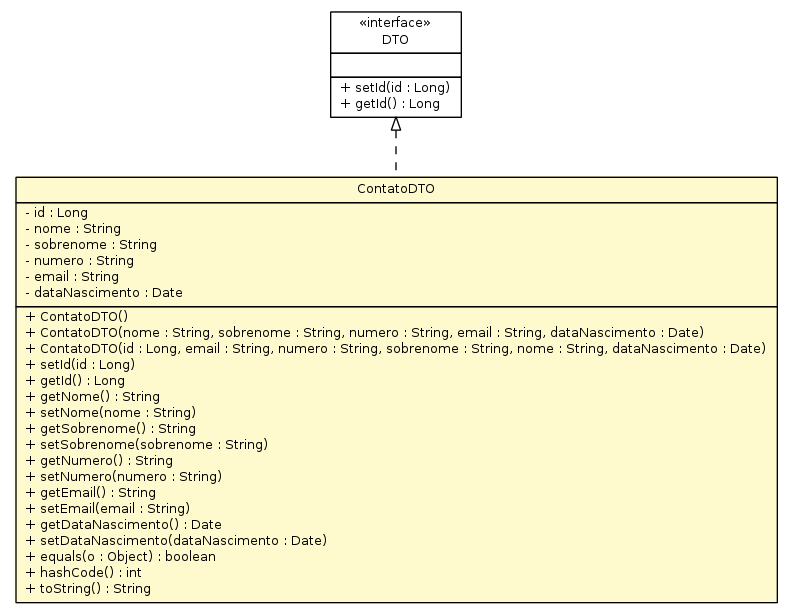 «interface»
DTO
+ setId(id : Long)
+ getId() : Long
ContatoDTO
- id : Long
- nome : String
- sobrenome : String
- numero : String
- email : String
- dataNascimento : Date
+ ContatoDTO()
+ ContatoDTO(nome : String, sobrenome : String, numero : String, email : String, dataNascimento : Date)
+ ContatoDTO(id : Long, email : String, numero : String, sobrenome : String, nome : String, dataNascimento : Date)
+ setId(id : Long)
+ getId() : Long
+ getNome() : String
+ setNome(nome : String)
+ getSobrenome() : String
+ setSobrenome(sobrenome : String)
+ getNumero() : String
+ setNumero(numero : String)
+ getEmail() : String
+ setEmail(email : String)
+ getDataNascimento() : Date
+ setDataNascimento(dataNascimento : Date)
+ equals(o : Object) : boolean
+ hashCode() : int
+ toString() : String